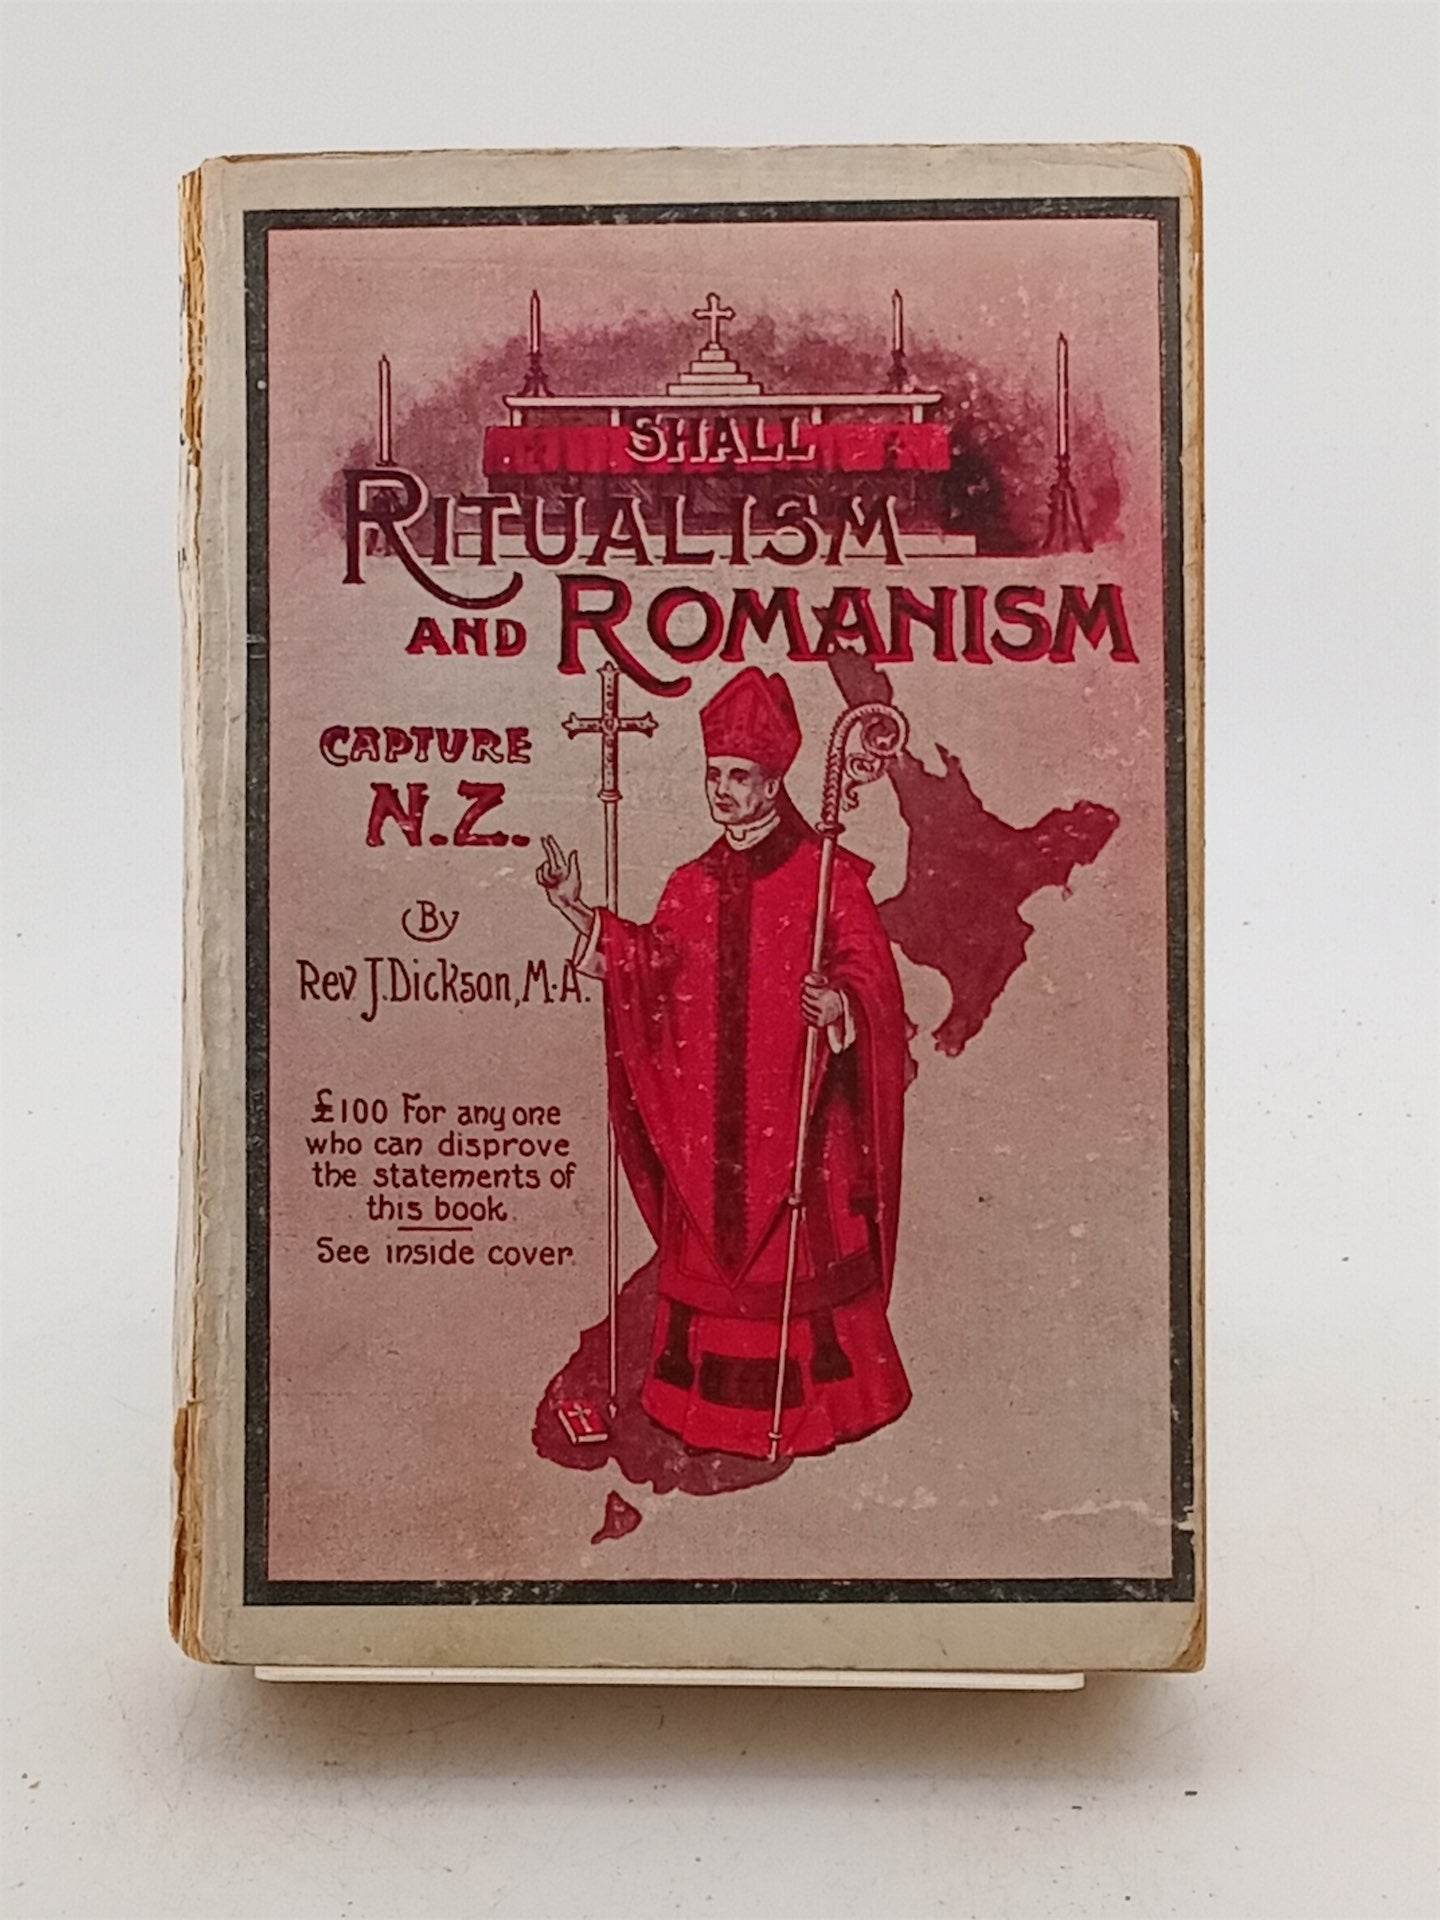 SHALL
RITUALISM
AND ROMANISM
CAPTURE
N.Z.
By
Rev J. Dickson, M.A.
£100 For any one
who can disprove
the statements of
this book.
See inside cover